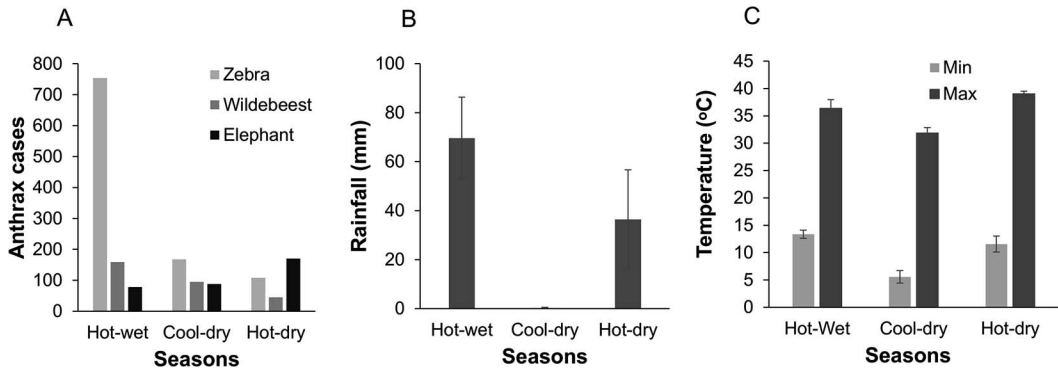 A
Anthrax cases
800
700
600
500
400
300
200
100
0
Zebra
Wildebeest
Elephant
Hot-wet Cool-dry Hot-dry
Seasons
B
Rainfall (mm)
100
80
60
40
20
0
Hot-wet Cool-dry Hot-dry
Seasons
C
Temperature (oC)
45
40
35
30
25
20
15
10
5
0
Min
Max
Hot-Wet Cool-dry Hot-dry
Seasons